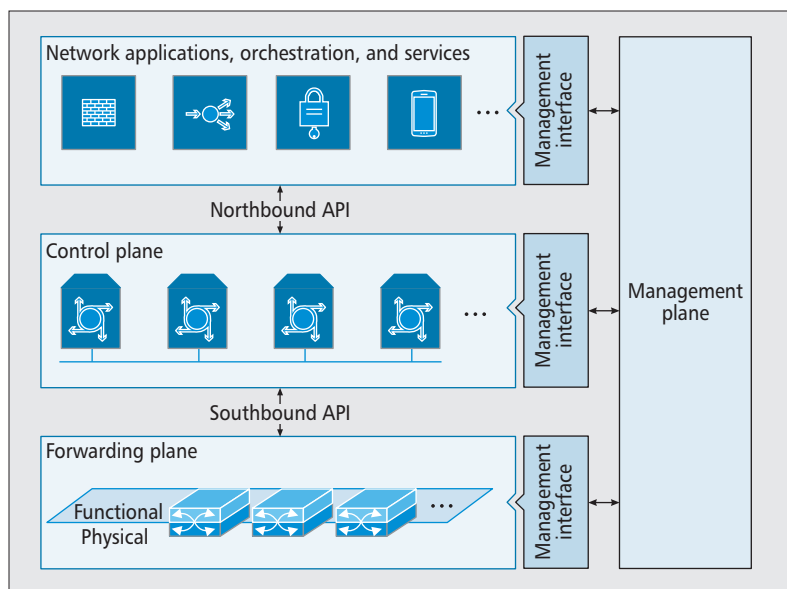 Network applications, orchestration, and services
...
Management
interface
Northbound API
Control plane
...
Management
interface
Management
plane
Southbound API
Forwarding plane
...
Functional
Physical
Management
interface